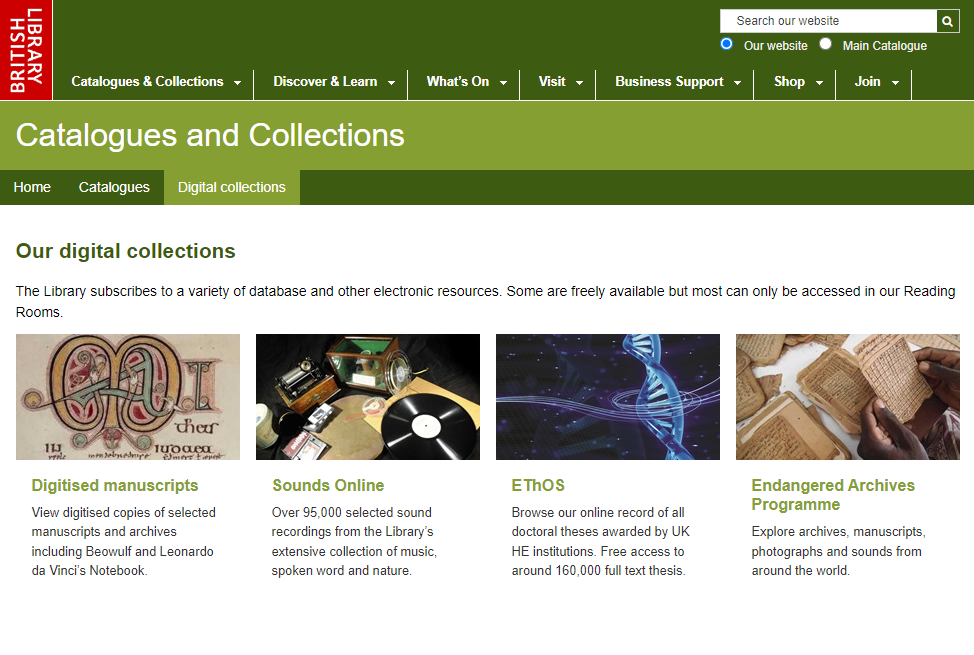 BRITISH
LIBRARY
Search our website
Our website Main Catalogue
Catalogues & Collections Discover & Learn What's On Visit Business Support Shop Join
Catalogues and Collections
Home Catalogues Digital collections
Our digital collections
The Library subscribes to a variety of database and other electronic resources. Some are freely available but most can only be accessed in our Reading
Rooms.
Digitised manuscripts
View digitised copies of selected
manuscripts and archives
including Beowulf and Leonardo
da Vinci's Notebook.
Sounds Online
Over 95,000 selected sound
recordings from the Library's
extensive collection of music,
spoken word and nature.
EThOS
Browse our online record of all
doctoral theses awarded by UK
HE institutions. Free access to
around 160,000 full text thesis.
Endangered Archives
Programme
Explore archives, manuscripts,
photographs and sounds from
around the world.